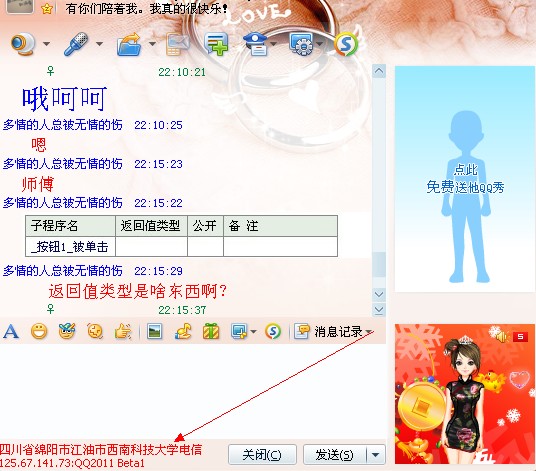 有你们陪着我。我真的很快乐!
LOVE
♀ 22:10:21
哦呵呵
多情的人总被无情的伤 22:10:25
嗯
多情的人总被无情的伤 22:15:23
师傅
多情的人总被无情的伤 22:15:22
子程序名 返回值类型 公开 备 注
_按钮1_被单击
多情的人总被无情的伤 22:15:29
返回值类型是啥东西啊?
♀ 22:15:37
A 消息记录
四川省绵阳市江油市西南科技大学电信
125.67.141.73:QQ2011 Beta1
关闭(C) 发送(S)
点此
免费送他QQ秀
S